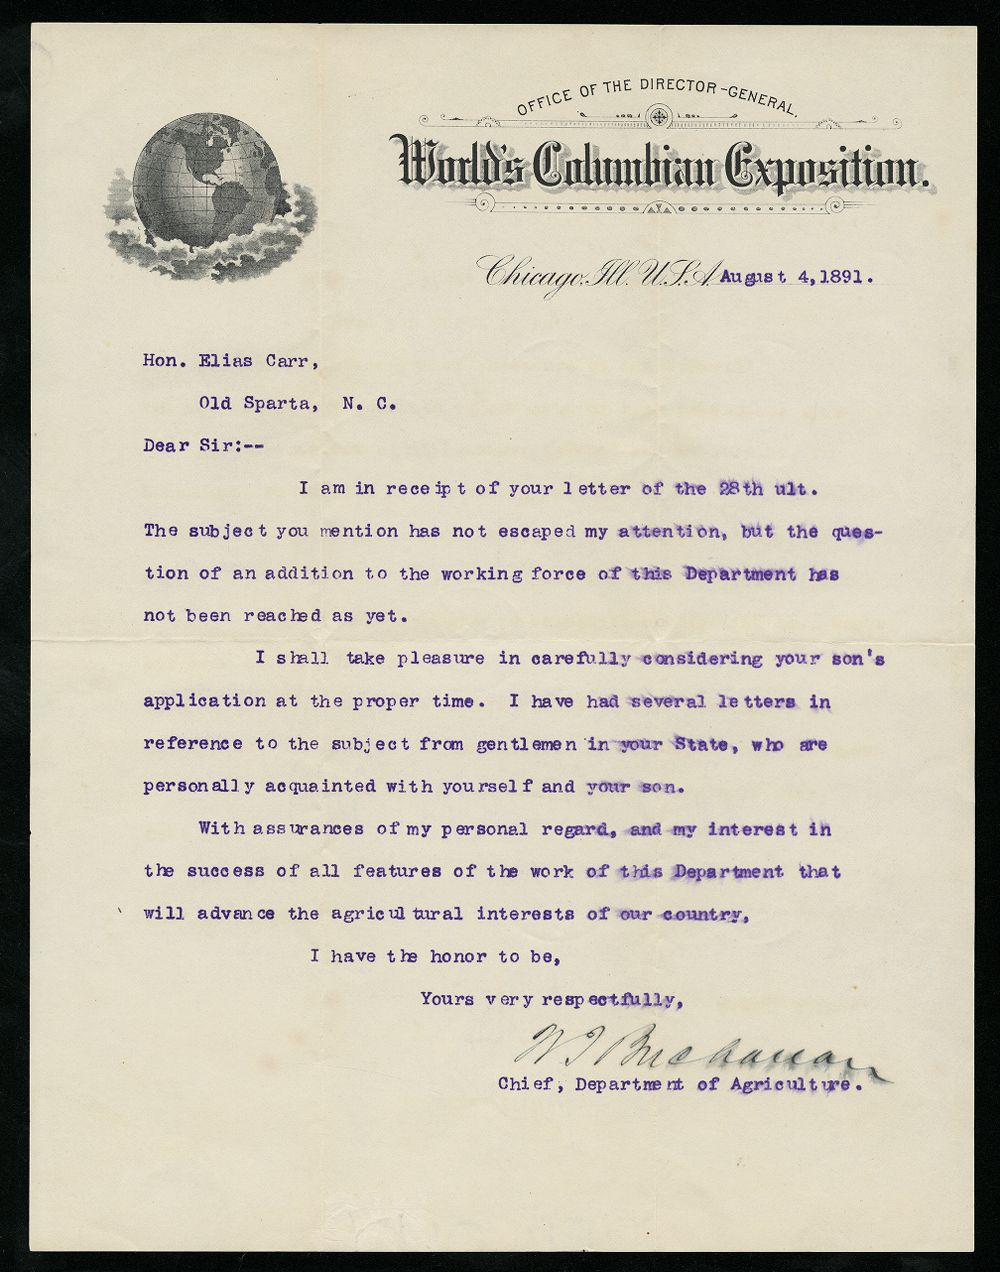 OFFICE OF THE DIRECTOR-GENERAL,
World's Columbian Exposition.
Chicago, Ill. U.S.A. August 4, 1891.
Hon. Elias Carr,
Old Sparta, N. C.
Dear Sir:--
I am in receipt of your letter of the 28th ult.
The subject you mention has not escaped my attention, but the ques-
tion of an addition to the working force of this Department has
not been reached as yet.
I shall take pleasure in carefully considering your son's
application at the proper time. I have had several letters in
reference to the subject from gentlemen in your State, who are
personally acquainted with yourself and your son.
With assurances of my personal regard, and my interest in
the success of all features of the work of this Department that
will advance the agricultural interests of our country,
I have the honor to be,
Yours very respectfully,
W I Buchanan
Chief, Department of Agriculture.